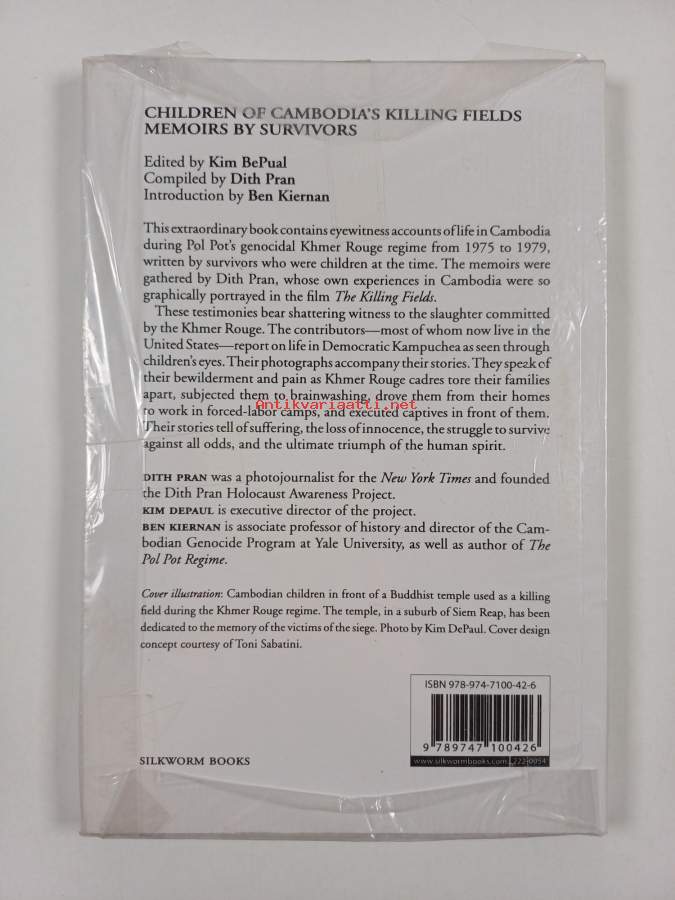 CHILDREN OF CAMBODIA'S KILLING FIELDS
MEMOIRS BY SURVIVORS
Edited by Kim BePual
Compiled by Dith Pran
Introduction by Ben Kiernan
This extraordinary book contains eyewitness accounts of life in Cambodia
during Pol Pot's genocidal Khmer Rouge regime from 1975 to 1979,
written by survivors who were children at the time. The memoirs were
gathered by Dith Pran, whose own experiences in Cambodia were so
graphically portrayed in the film The Killing Fields.
These testimonies bear shattering witness to the slaughter committed
by the Khmer Rouge. The contributors—most of whom now live in the
United States—report on life in Democratic Kampuchea as seen through
children's eyes. Their photographs accompany their stories. They speak of
their bewilderment and pain as Khmer Rouge cadres tore their families
apart, subjected them to brainwashing, drove them from their homes
Antikvariaatti.net
to work in forced-labor camps, and executed captives in front of them.
Their stories tell of suffering, the loss of innocence, the struggle to survive
against all odds, and the ultimate triumph of the human spirit.
DITH PRAN was a photojournalist for the New York Times and founded
the Dith Pran Holocaust Awareness Project.
KIM DEPAUL is executive director of the project.
BEN KIERNAN is associate professor of history and director of the Cam-
bodian Genocide Program at Yale University, as well as author of The
Pol Pot Regime.
Cover illustration: Cambodian children in front of a Buddhist temple used as a killing
field during the Khmer Rouge regime. The temple, in a suburb of Siem Reap, has been
dedicated to the memory of the victims of the siege. Photo by Kim DePaul. Cover design
concept courtesy of Toni Sabatini.
ISBN 978-974-7100-42-6
9 789747 100426
www.silkwormbooks.com 222-0054
SILKWORM BOOKS